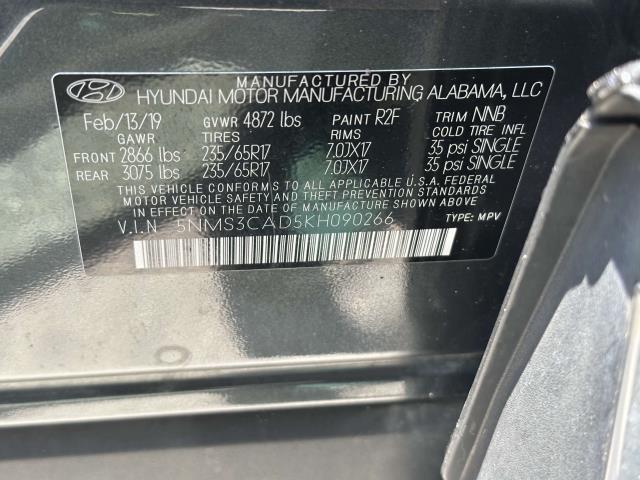 MANUFACTURED BY
HYUNDAI MOTOR MANUFACTURING ALABAMA, LLC
Feb/13/19 GVWR 4872 lbs PAINT R2F TRIM NNB
GAWR TIRES RIMS COLD TIRE INFL
FRONT 2866 lbs 235/65R17 7.0JX17 35 psi SINGLE
REAR 3075 lbs 235/65R17 7.0JX17 35 psi SINGLE
THIS VEHICLE CONFORMS TO ALL APPLICABLE U.S.A. FEDERAL
MOTOR VEHICLE SAFETY AND THEFT PREVENTION STANDARDS
IN EFFECT ON THE DATE OF MANUFACTURE SHOWN ABOVE
V.I.N 5NMS3CAD5KH090266 TYPE: MPV